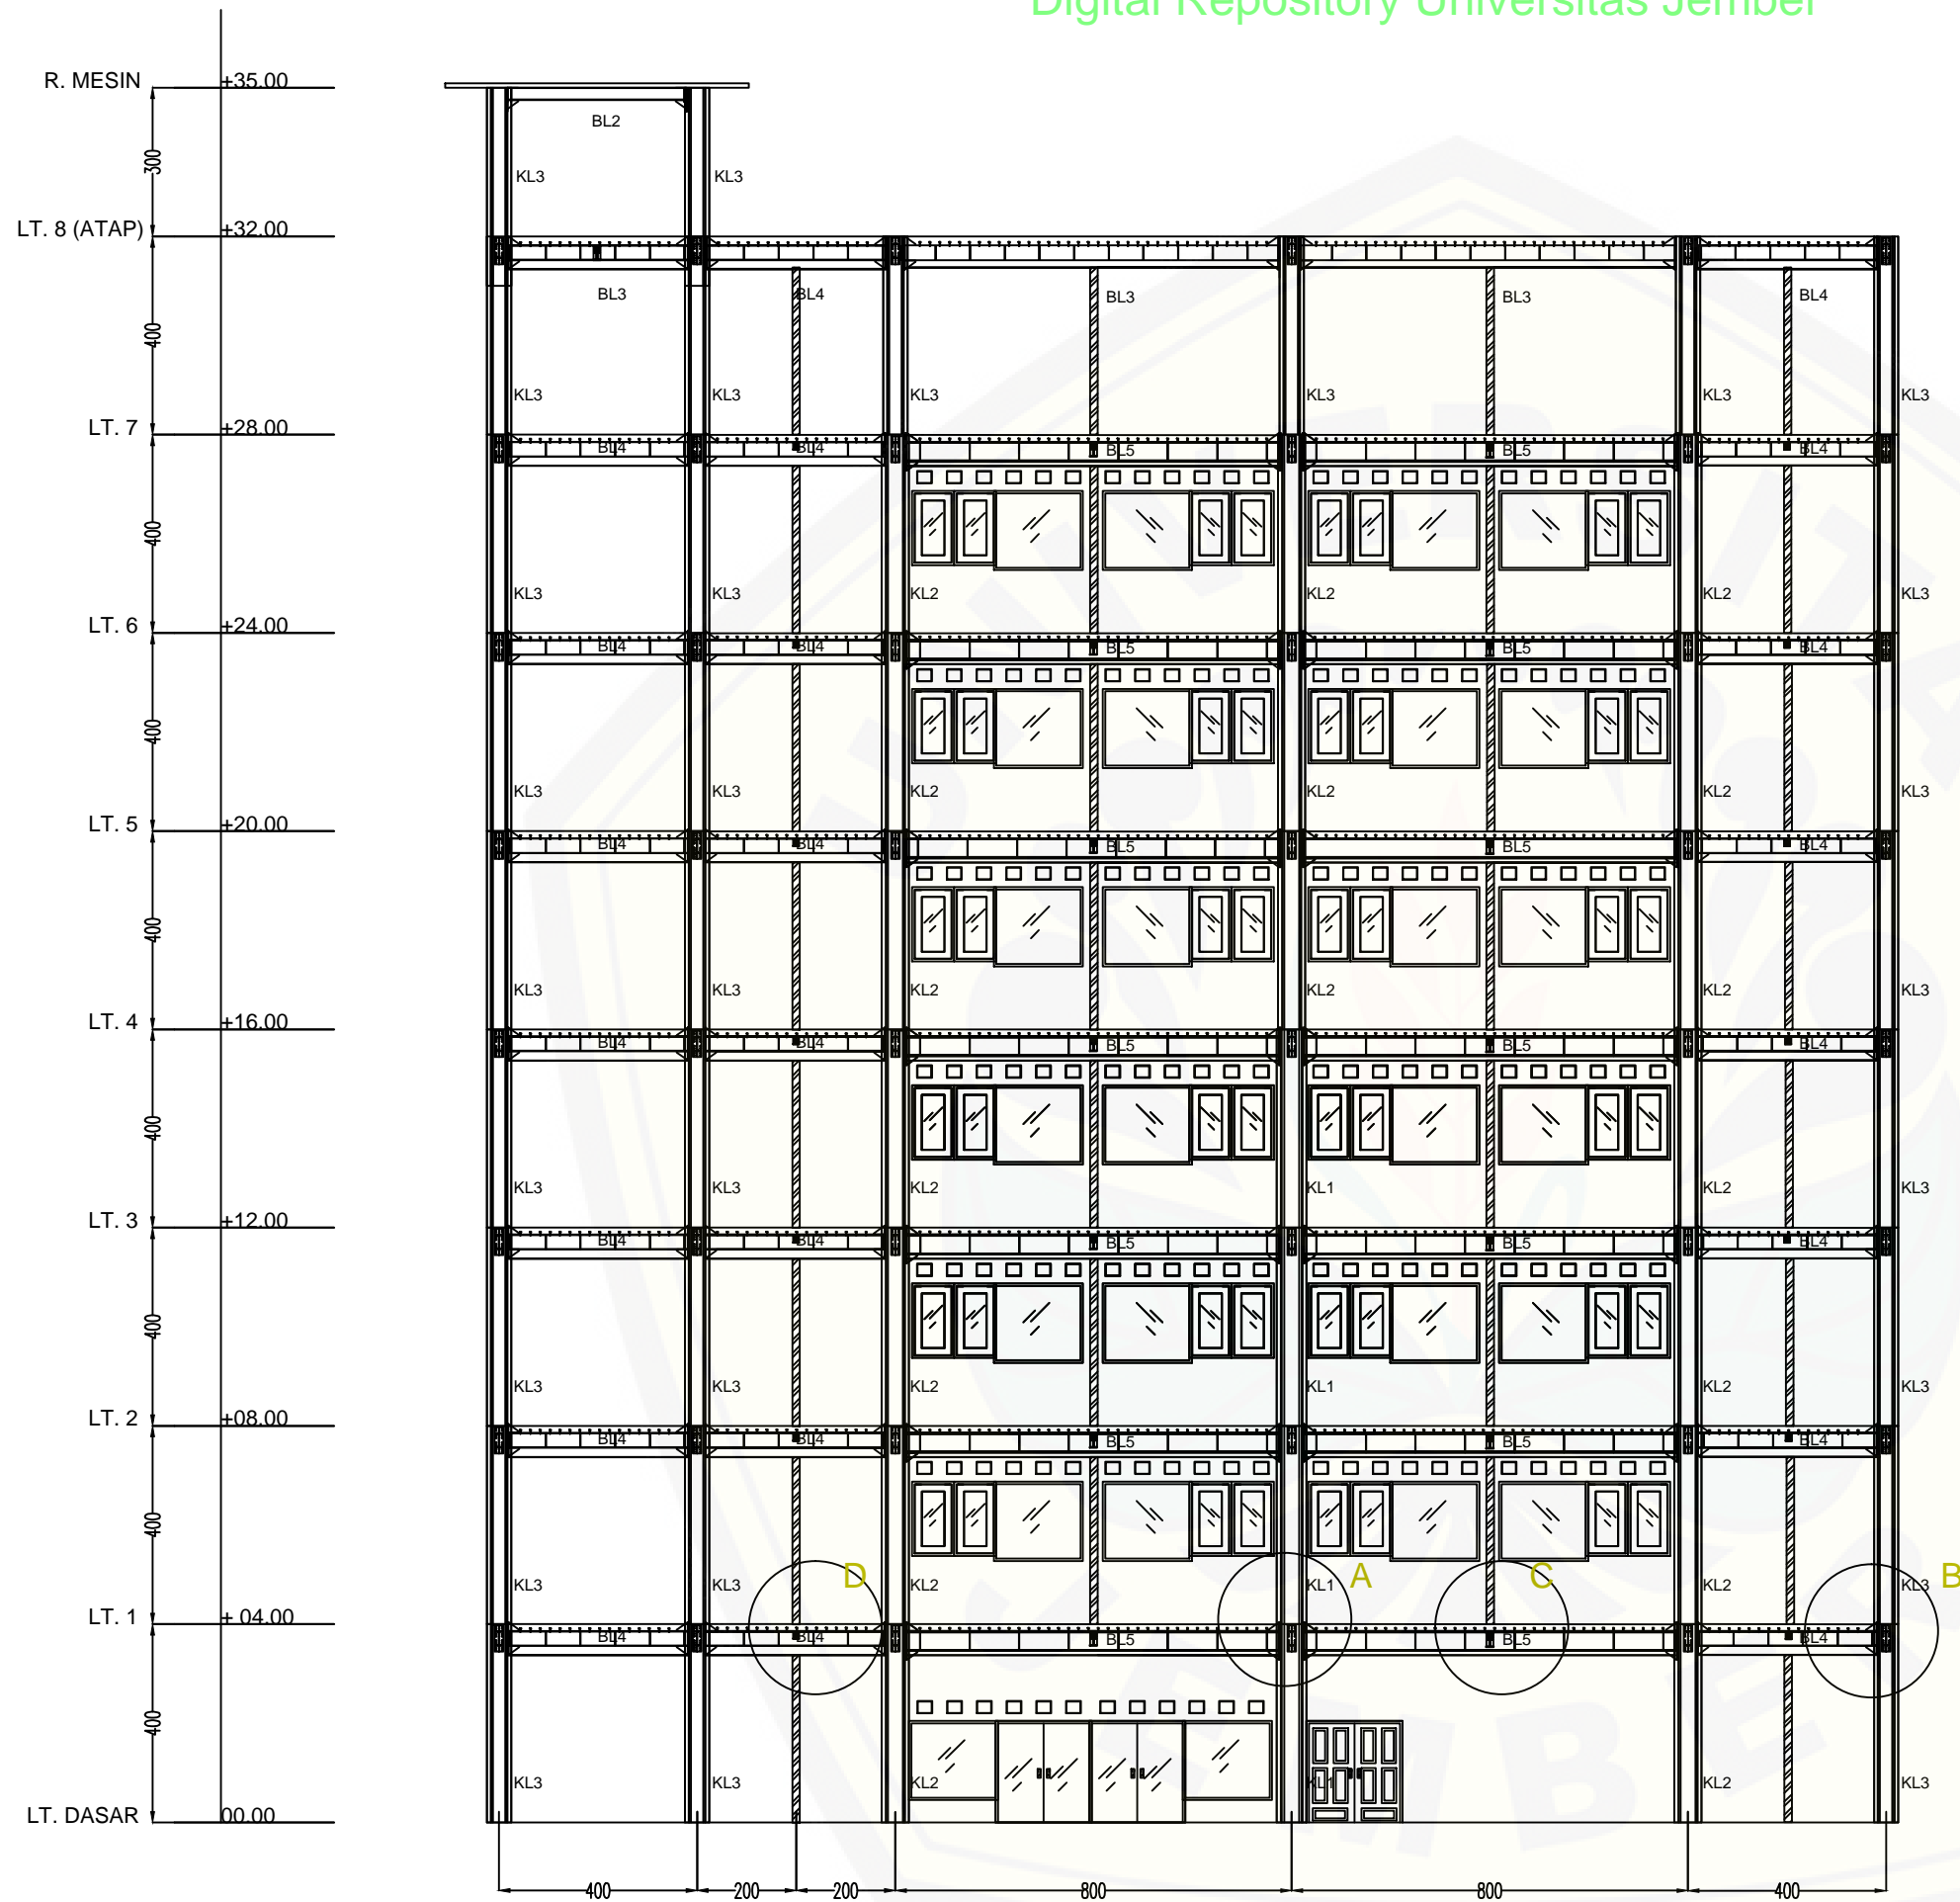 Digital Repository Universitas Jember
R. MESIN +35.00
BL2
300
KL3 KL3
LT. 8 (ATAP) +32.00
BL3 BL4 BL3 BL3 BL4
400
KL3 KL3 KL3 KL3 KL3 KL3
LT. 7 +28.00
BL4 BL4 BL5 BL5 BL4
400
KL3 KL3 KL2 KL2 KL2 KL3
LT. 6 +24.00
BL4 BL4 BL5 BL5 BL4
400
KL3 KL3 KL2 KL2 KL2 KL3
LT. 5 +20.00
BL4 BL4 BL5 BL5 BL4
400
KL3 KL3 KL2 KL2 KL2 KL3
LT. 4 +16.00
BL4 BL4 BL5 BL5 BL4
400
KL3 KL3 KL2 KL1 KL2 KL3
LT. 3 +12.00
BL4 BL4 BL5 BL5 BL4
400
KL3 KL3 KL2 KL1 KL2 KL3
LT. 2 +08.00
BL4 BL4 BL5 BL5 BL4
400
D A C B
KL3 KL3 KL2 KL1 KL2 KL3
LT. 1 + 04.00
BL4 BL4 BL5 BL5 BL4
400
KL3 KL3 KL2 KL1 KL2 KL3
LT. DASAR 00.00
400 200 200 800 800 400
UNIVERSITAS
JEMBER